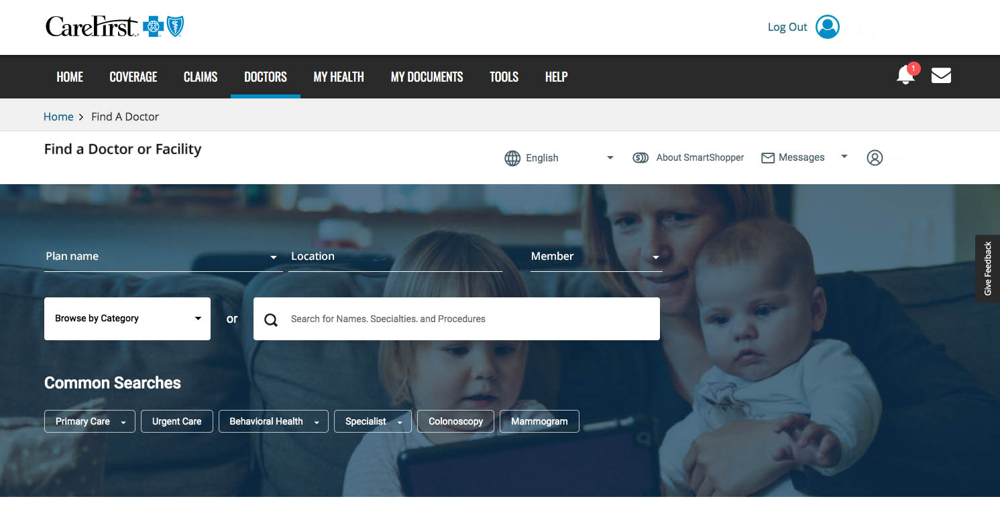 CareFirst
Log Out
HOME COVERAGE CLAIMS DOCTORS MY HEALTH MY DOCUMENTS TOOLS HELP 1
Home > Find A Doctor
Find a Doctor or Facility
English About SmartShopper Messages
Plan name Location Member
Give Feedback
Browse by Category or Search for Names, Specialties, and Procedures
Common Searches
Primary Care Urgent Care Behavioral Health Specialist Colonoscopy Mammogram